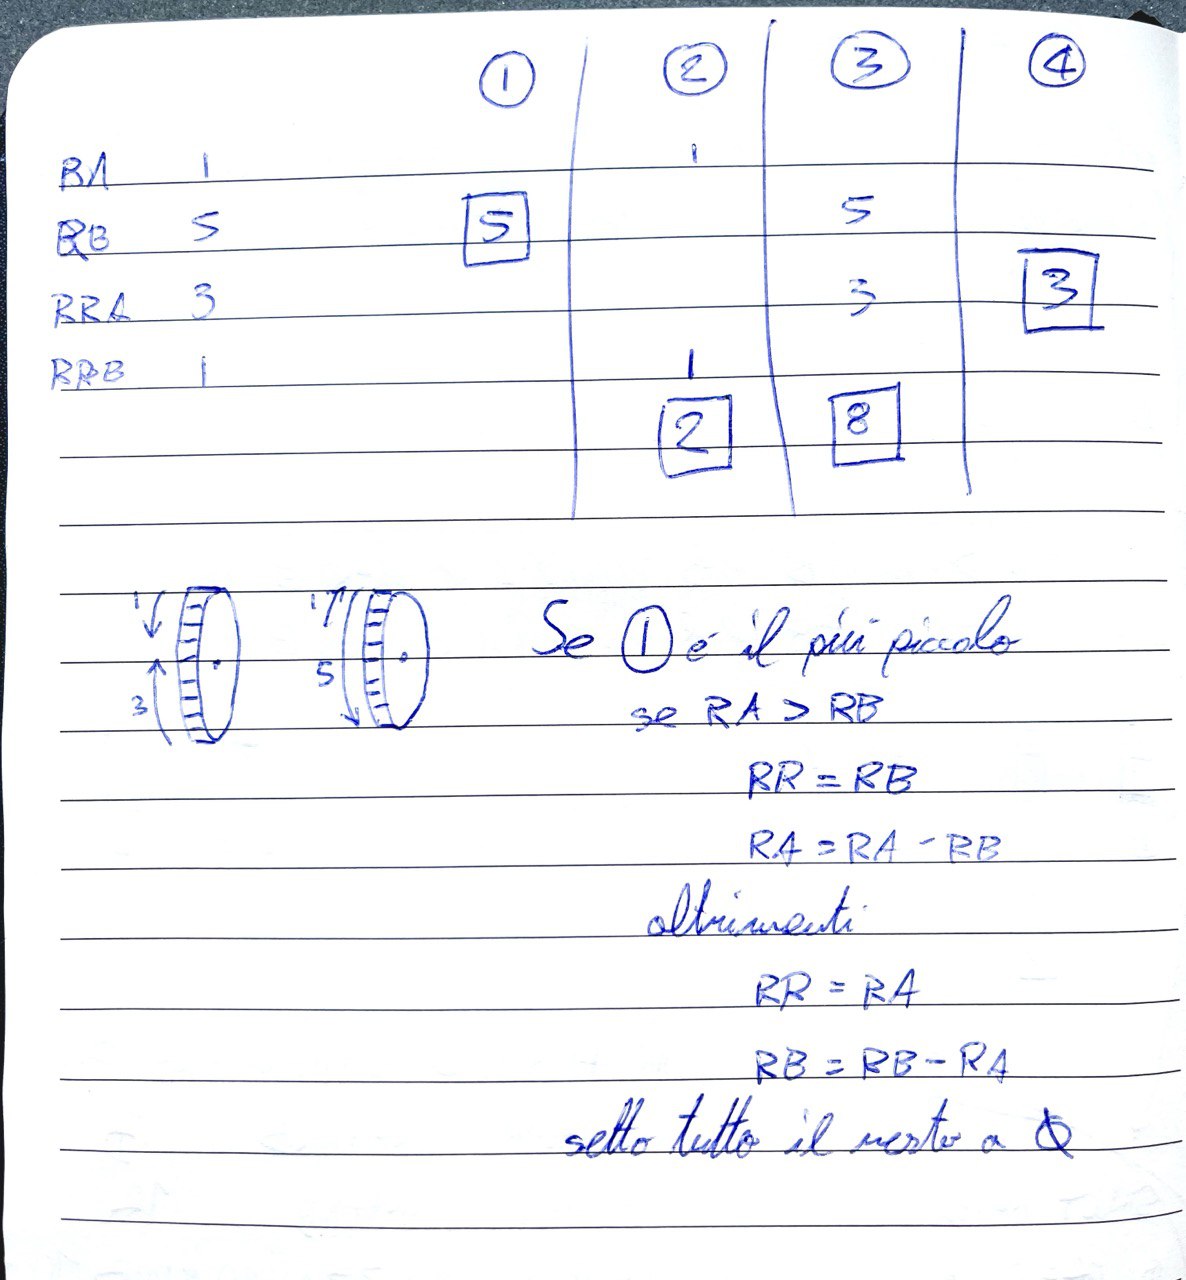 ① ② ③ ④
RA 1 1
RB 5 5 5
RRA 3 3 3
RRB 1 1
2 8
1 1
3 5
Se ① é il più piccolo
se RA > RB
RR = RB
RA = RA - RB
altrimenti
RR = RA
RB = RB - RA
setto tutto il resto a 0